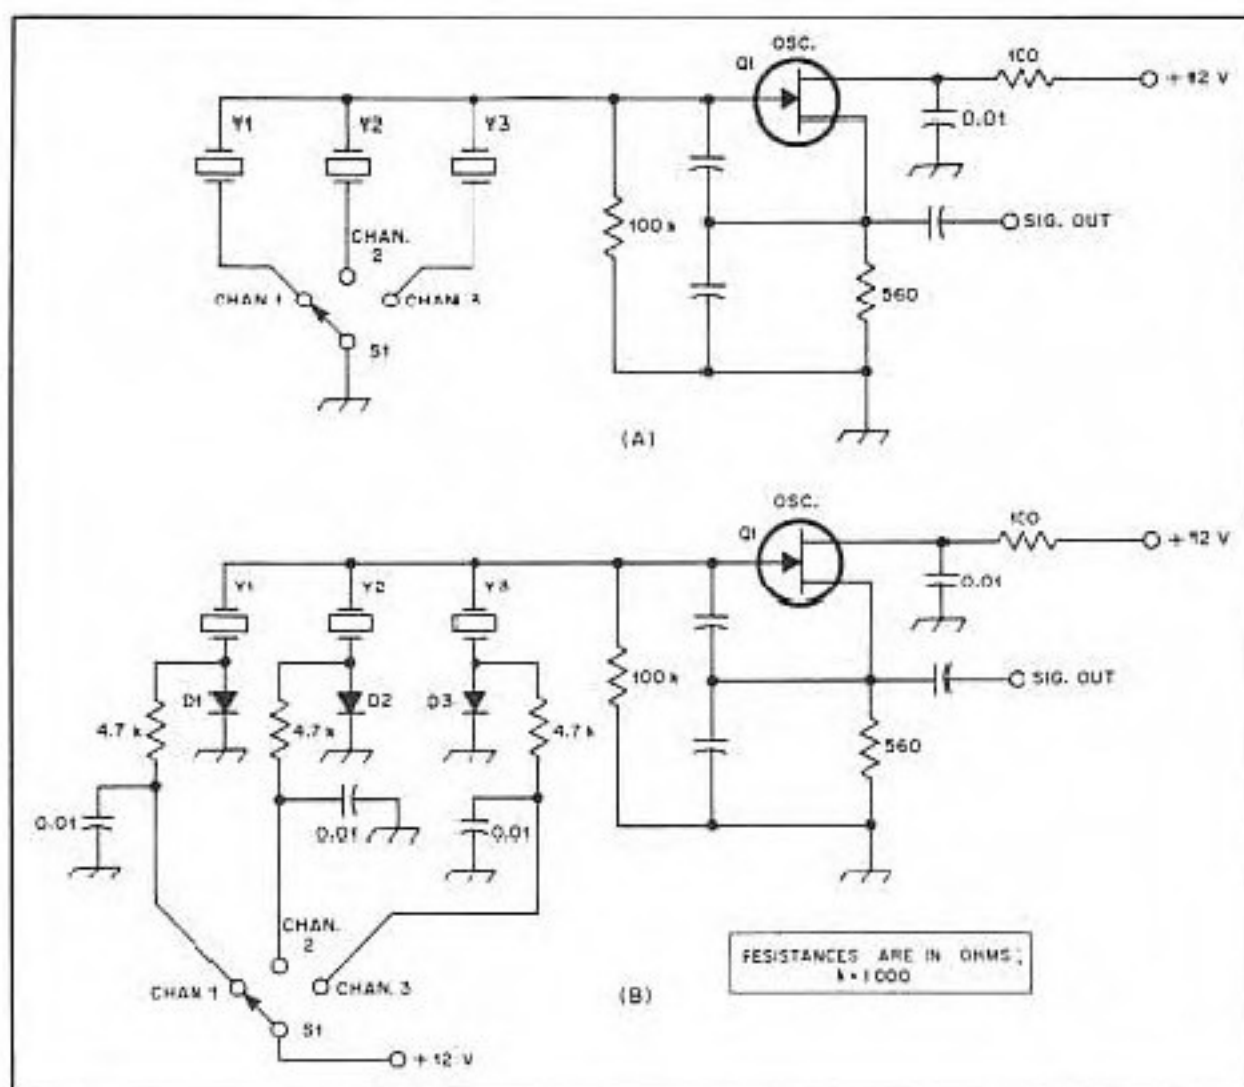 OSC.
Q1
100
+12 V
0.01
Y1
Y2
Y3
100 k
CHAN.
2
CHAN. 1
CHAN. 3
S1
SIG. OUT
560
(A)
OSC.
Q1
100
+12 V
0.01
Y1
Y2
Y3
D1
D2
D3
4.7 k
4.7 k
4.7 k
100 k
SIG. OUT
560
0.01
0.01
0.01
CHAN.
2
CHAN. 1
CHAN. 3
S1
+12 V
(B)
RESISTANCES ARE IN OHMS;
k = 1000